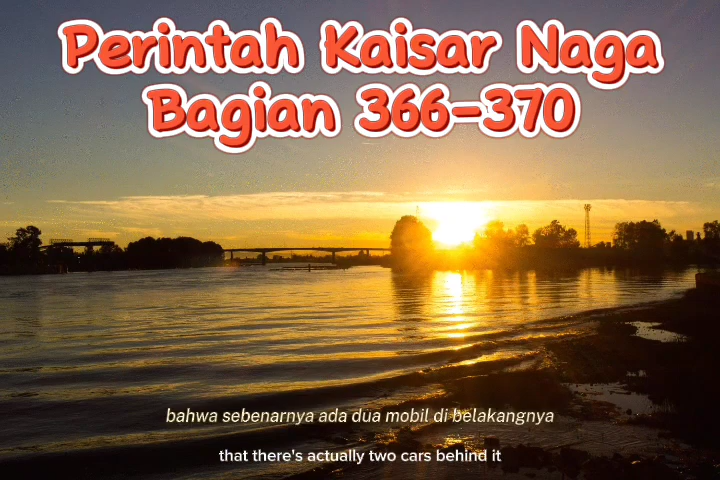 Perintah Kaisar Naga
Bagian 366-370
bahwa sebenarnya ada dua mobil di belakangnya
that there's actually two cars behind it